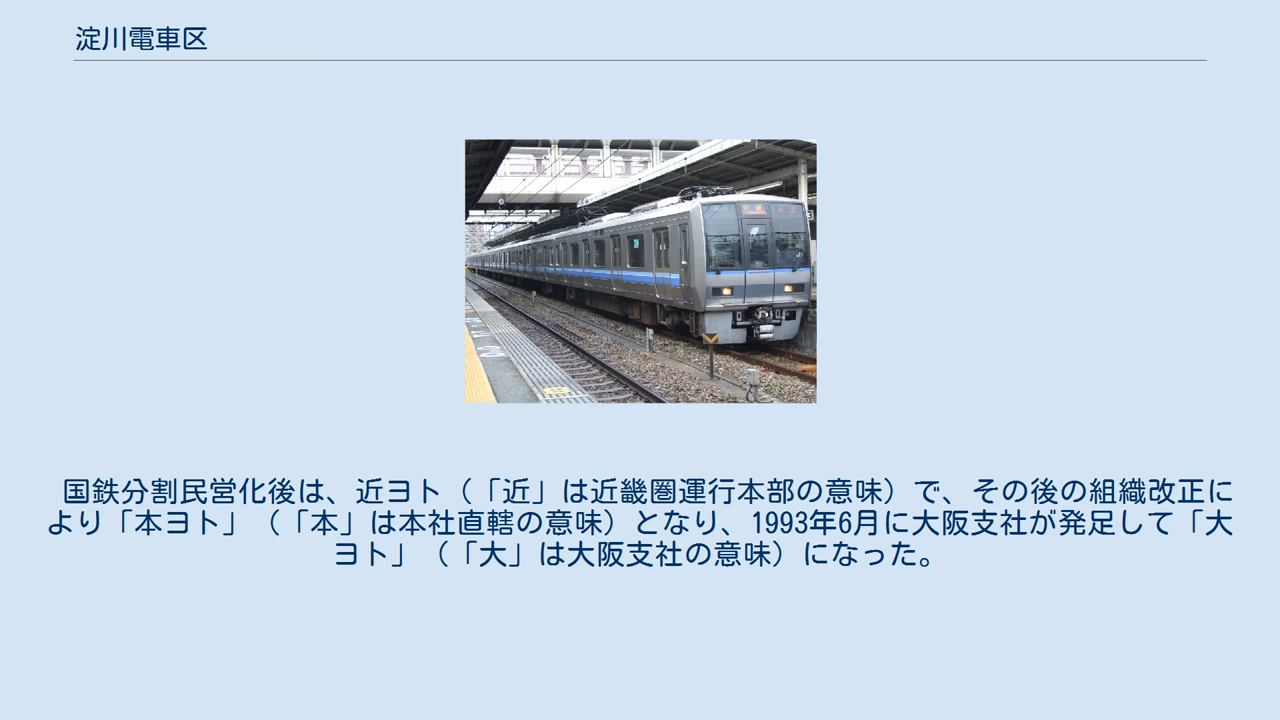 淀川電車区
国鉄分割民営化後は、近ヨト（「近」は近畿圏運行本部の意味）で、その後の組織改正に
より「本ヨト」（「本」は本社直轄の意味）となり、1993年6月に大阪支社が発足して「大
ヨト」（「大」は大阪支社の意味）になった。